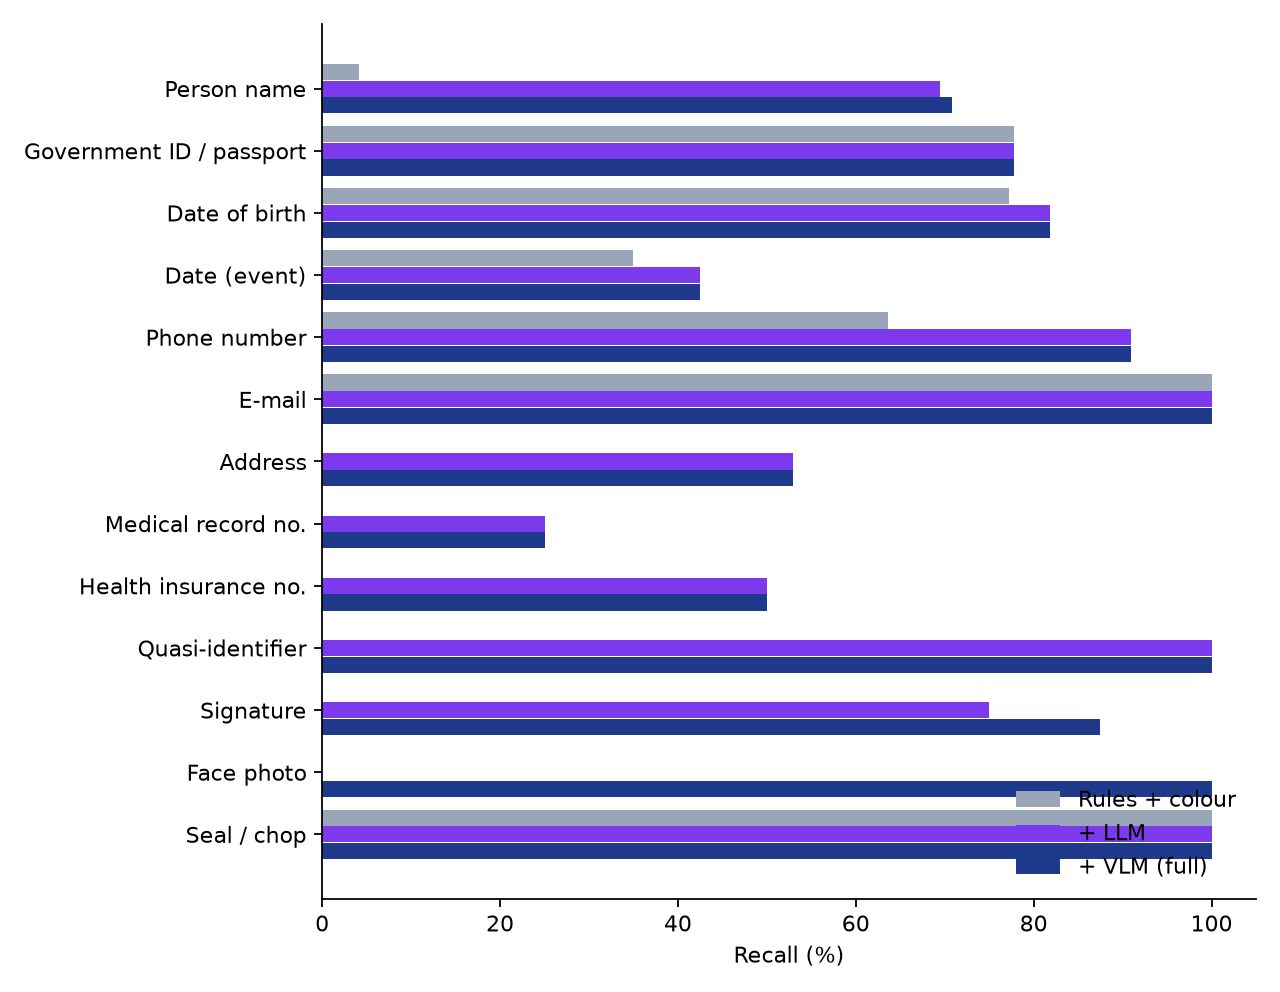 Person name
Government ID / passport
Date of birth
Date (event)
Phone number
E-mail
Address
Medical record no.
Health insurance no.
Quasi-identifier
Signature
Face photo
Seal / chop
Rules + colour
+ LLM
+ VLM (full)
0 20 40 60 80 100
Recall (%)